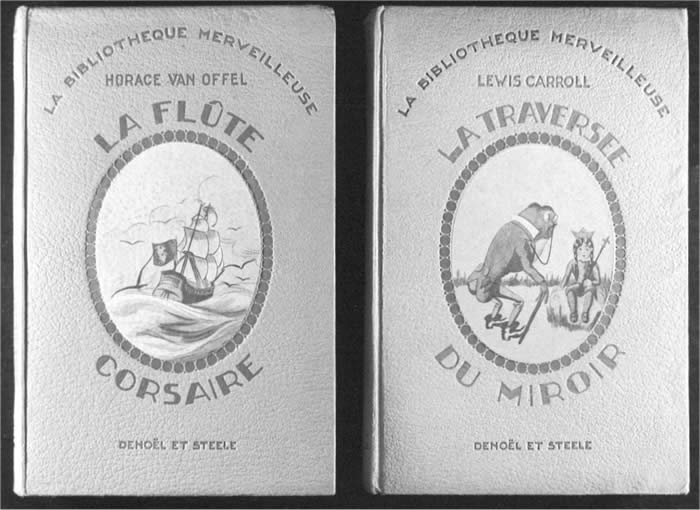 LA BIBLIOTHEQUE MERVEILLEUSE
HORACE VAN OFFEL
LA FLÛTE
CORSAIRE
DENOËL ET STEELE
LA BIBLIOTHEQUE MERVEILLEUSE
LEWIS CARROLL
LA TRAVERSEE
DU MIROIR
DENOËL ET STEELE